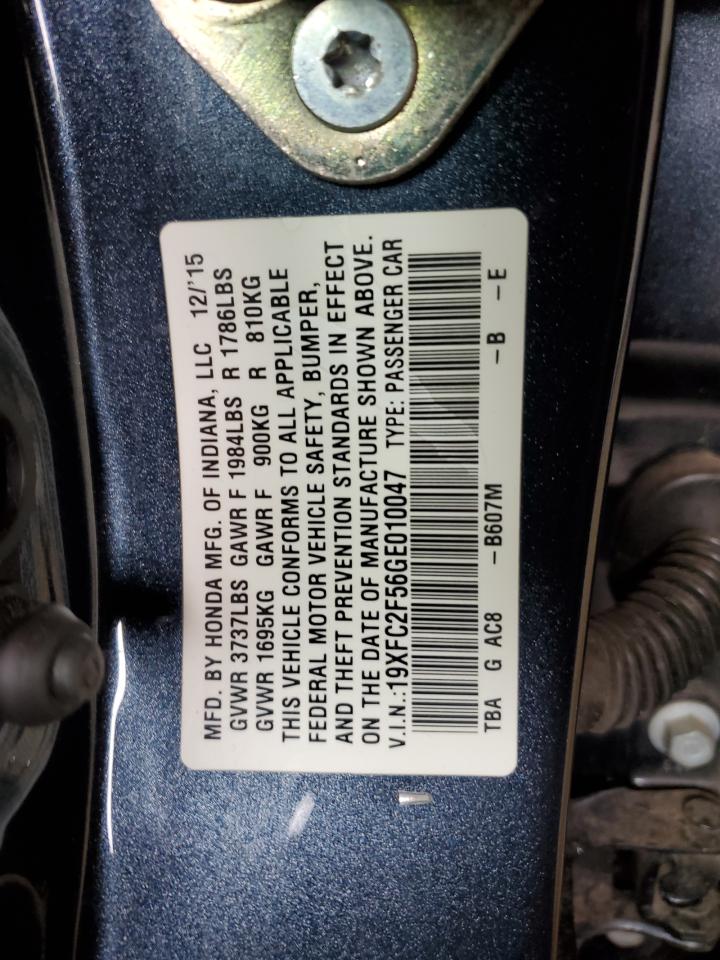 MFD. BY HONDA MFG. OF INDIANA, LLC 12/'15
GVWR 3737LBS GAWR F 1984LBS R 1786LBS
GVWR 1695KG GAWR F 900KG R 810KG
THIS VEHICLE CONFORMS TO ALL APPLICABLE
FEDERAL MOTOR VEHICLE SAFETY, BUMPER,
AND THEFT PREVENTION STANDARDS IN EFFECT
ON THE DATE OF MANUFACTURE SHOWN ABOVE.
V.I.N.:19XFC2F56GE010047 TYPE: PASSENGER CAR
TBA G AC8 -B607M -B -E